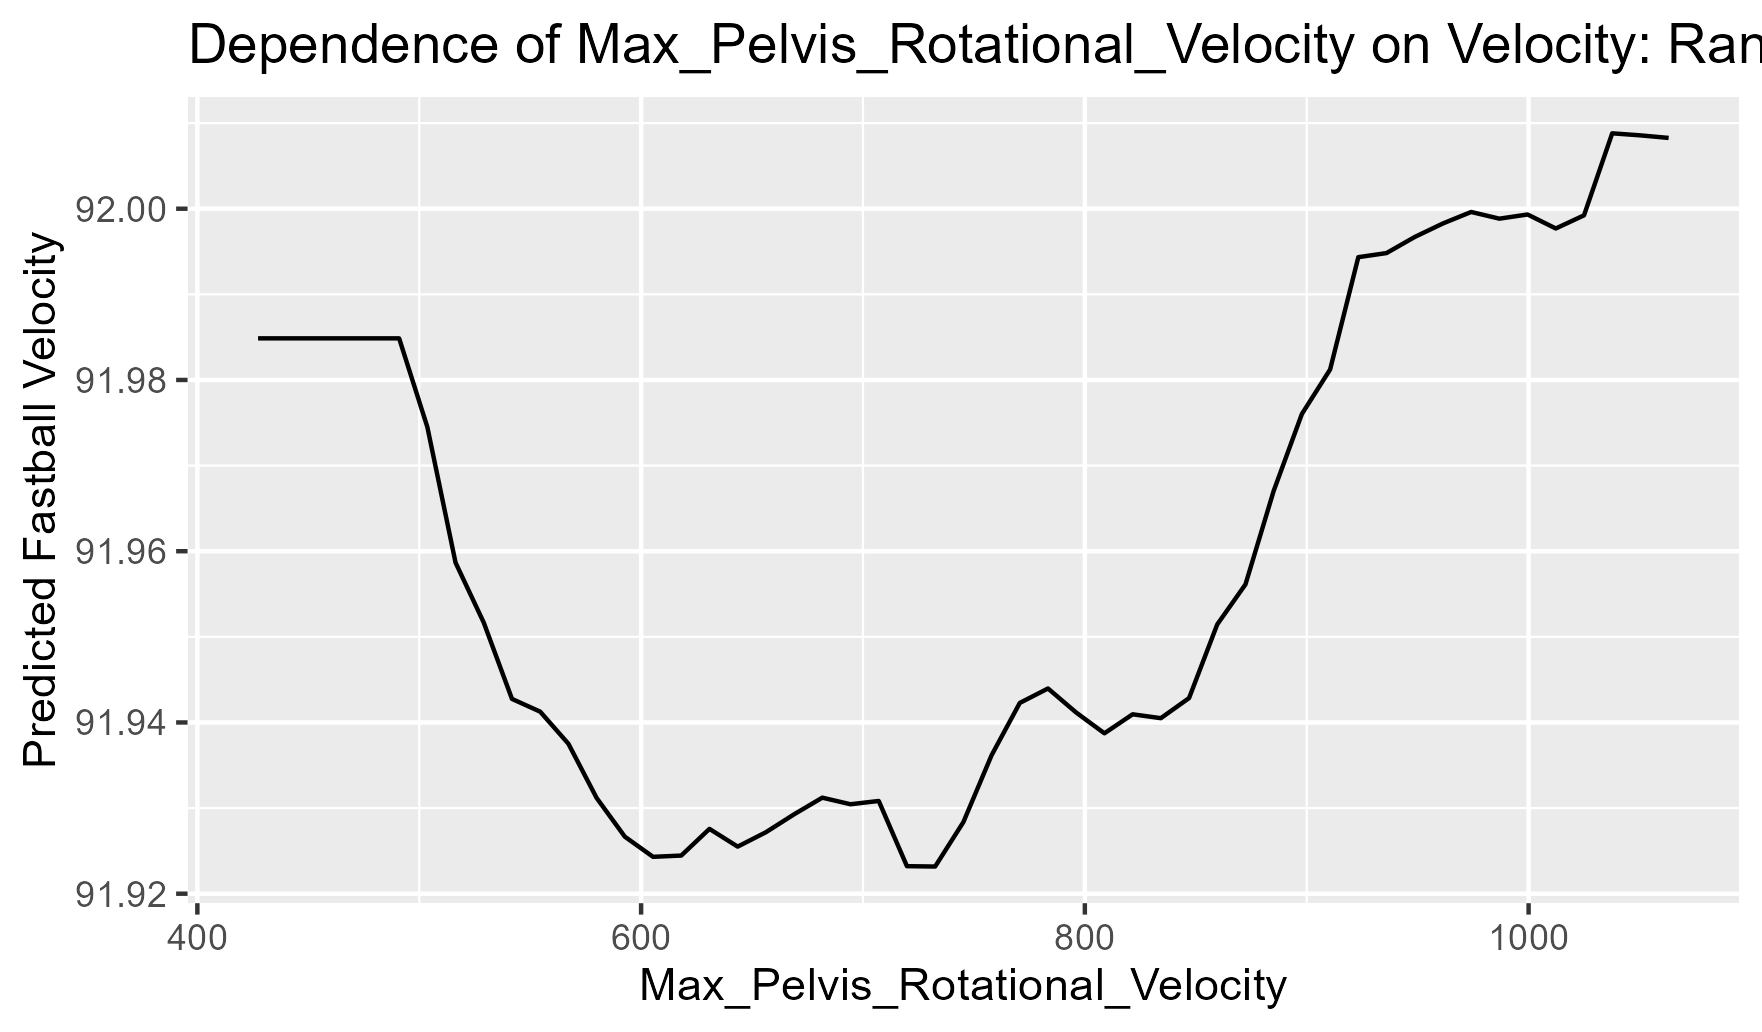 Dependence of Max_Pelvis_Rotational_Velocity on Velocity: Ran
Predicted Fastball Velocity
92.00
91.98
91.96
91.94
91.92
400 600 800 1000
Max_Pelvis_Rotational_Velocity